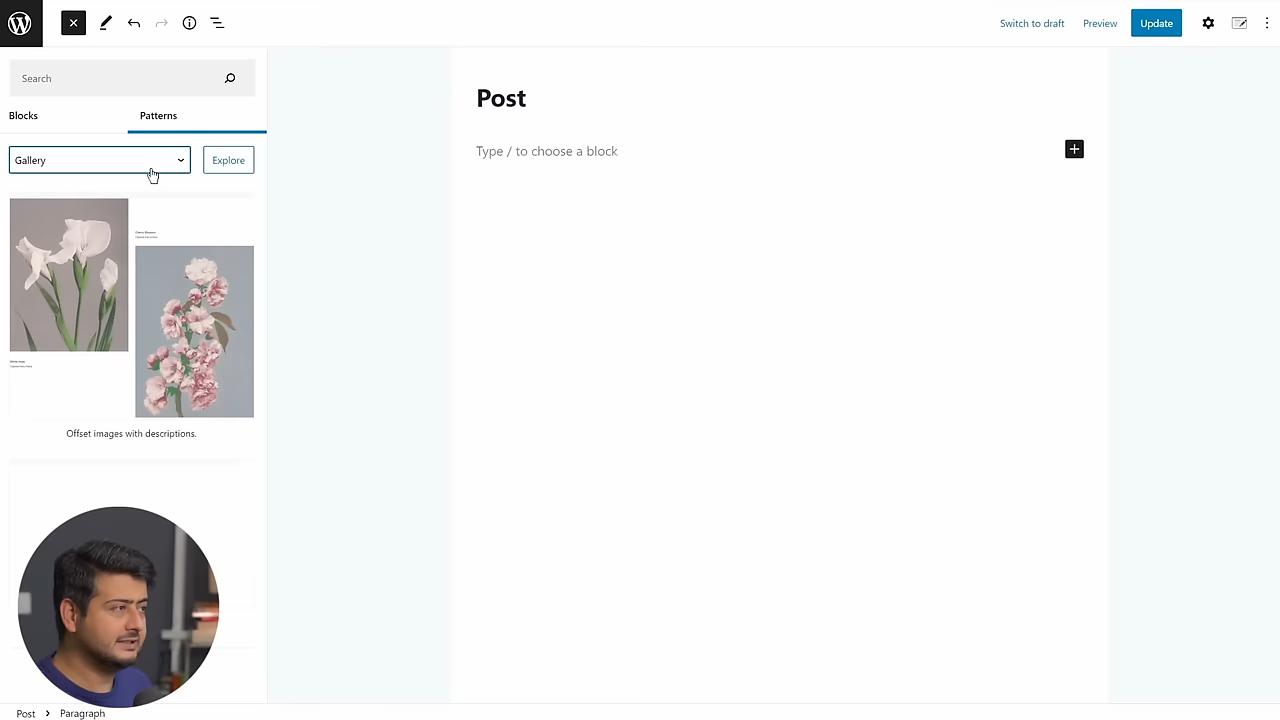 Switch to draft
Preview
Update
Search
Blocks
Patterns
Gallery
Explore
Post
Type / to choose a block
Offset images with descriptions.
Post
Paragraph